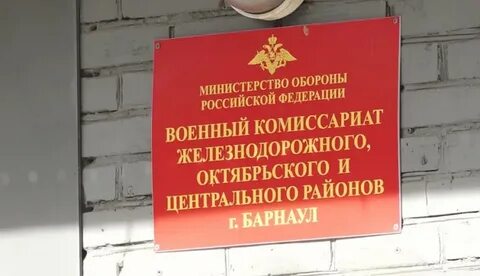 МИНИСТЕРСТВО ОБОРОНЫ
РОССИЙСКОЙ ФЕДЕРАЦИИ
ВОЕННЫЙ КОМИССАРИАТ
ЖЕЛЕЗНОДОРОЖНОГО,
ОКТЯБРЬСКОГО И
ЦЕНТРАЛЬНОГО РАЙОНОВ
г. БАРНАУЛ